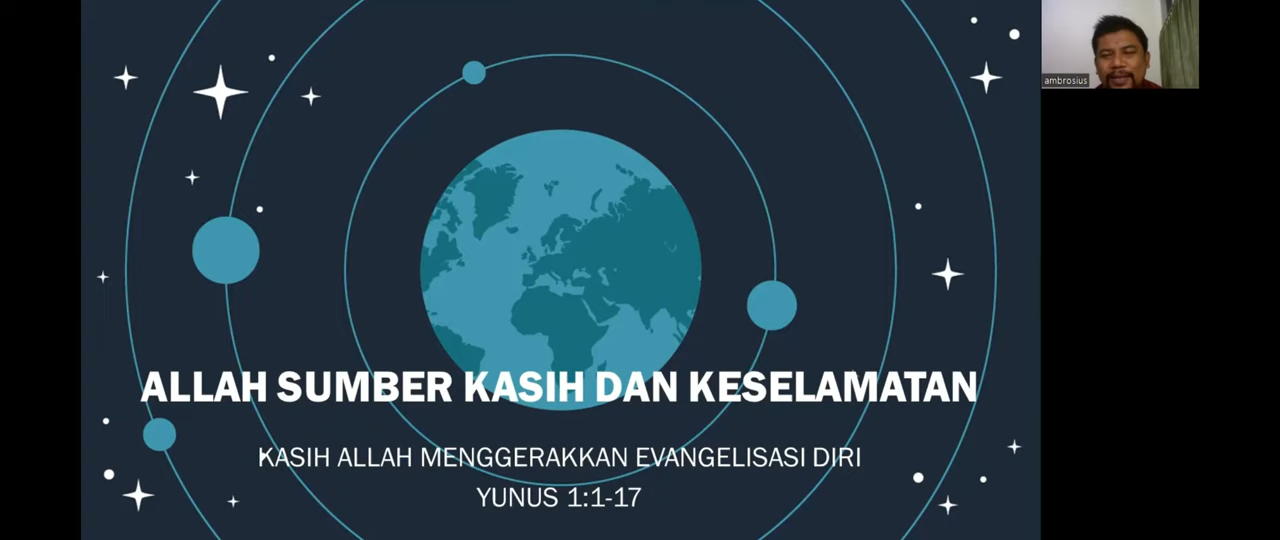 ambrosius
ALLAH SUMBER KASIH DAN KESELAMATAN
KASIH ALLAH MENGGERAKKAN EVANGELISASI DIRI
YUNUS 1:1-17